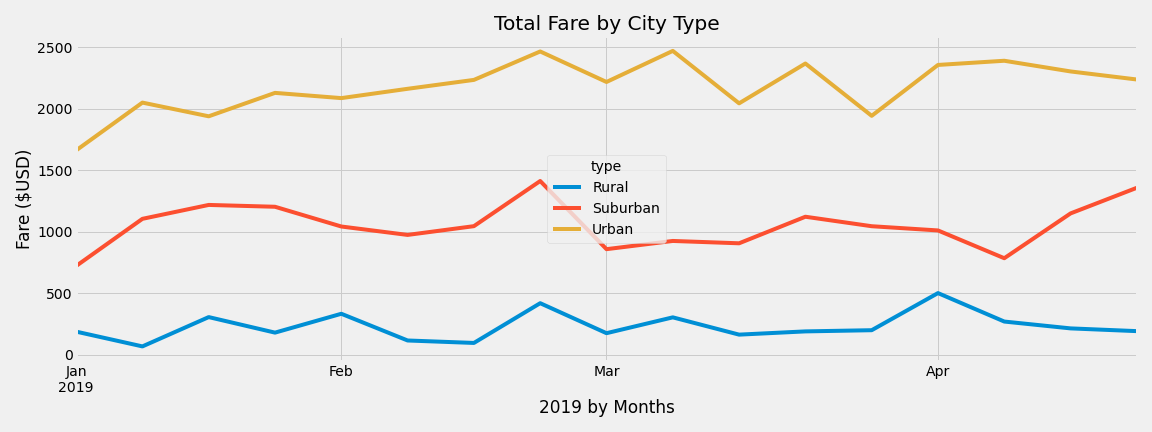 Total Fare by City Type
Fare ($USD)
2500
2000
1500
1000
500
0
type
Rural
Suburban
Urban
Jan
2019
Feb
Mar
Apr
2019 by Months